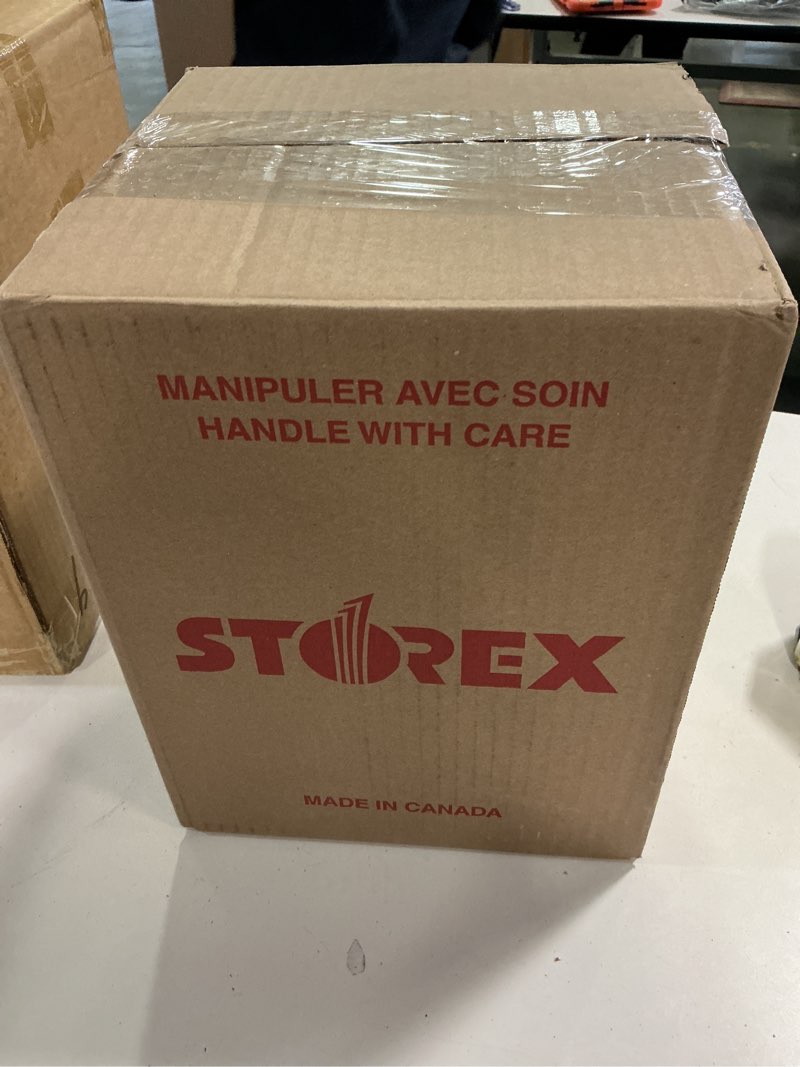 MANIPULER AVEC SOIN
HANDLE WITH CARE
STOREX
MADE IN CANADA